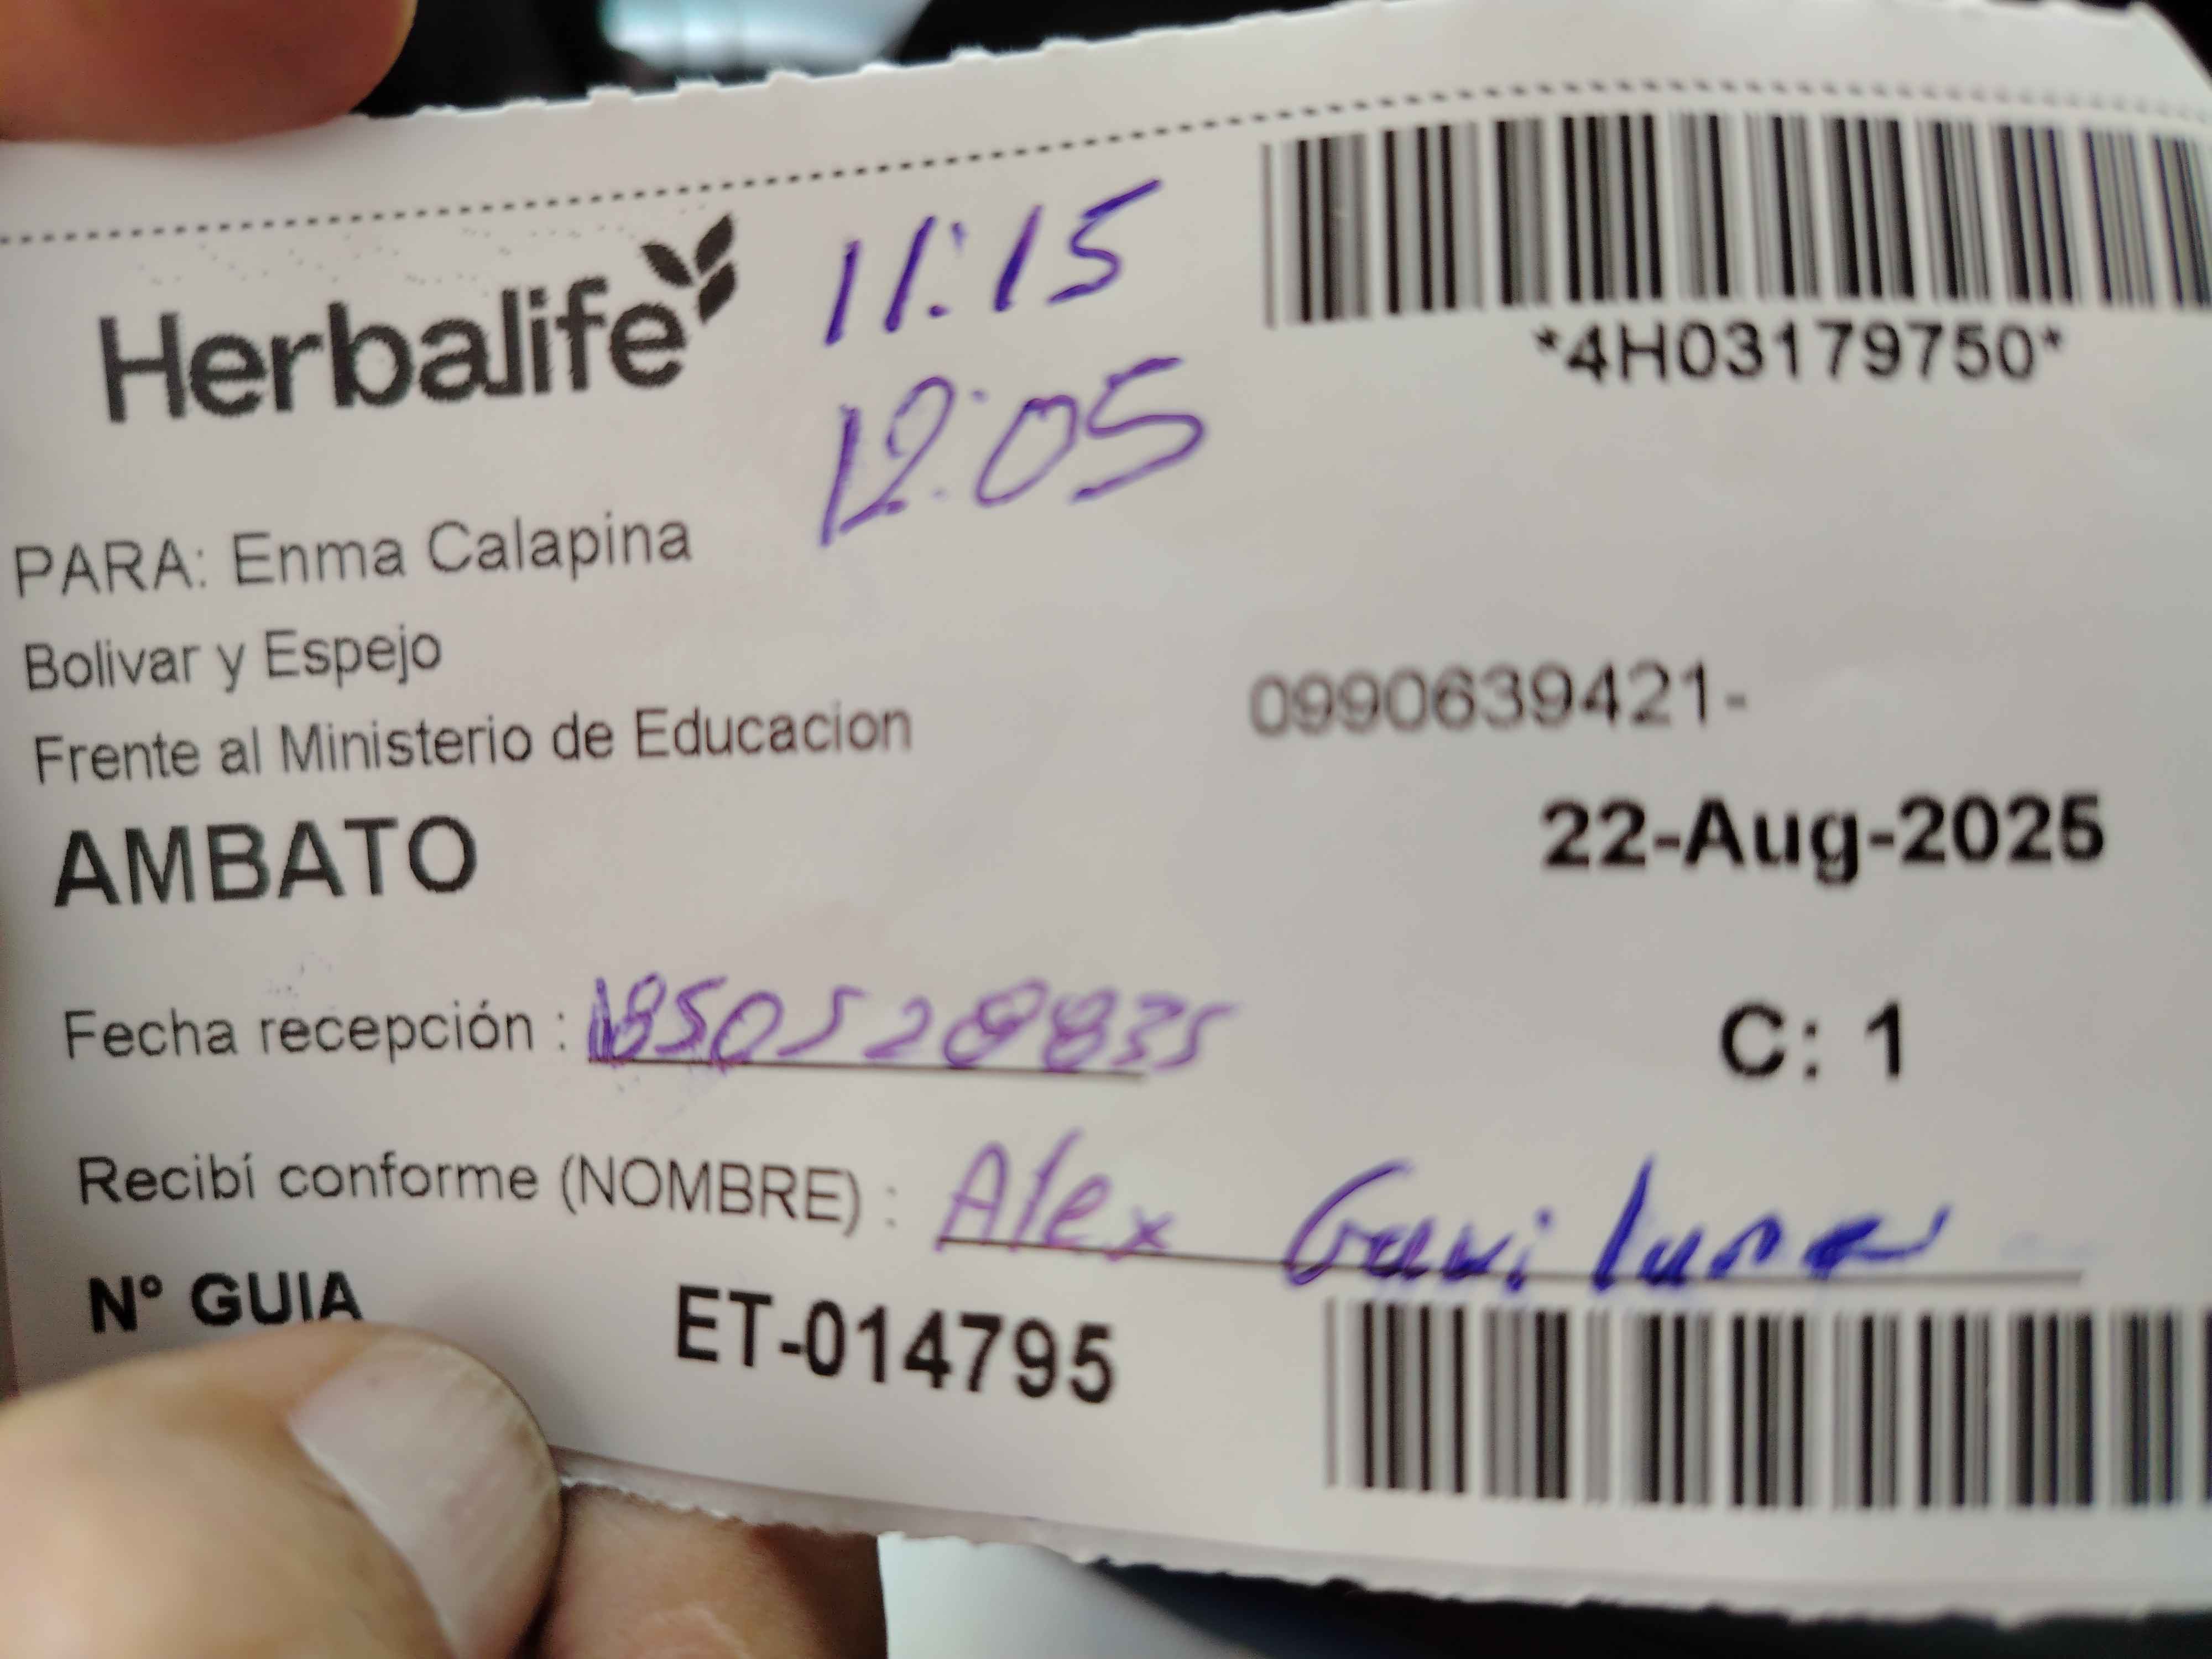 Herbalife
11:15
12:05
*4H03179750*
PARA: Enma Calapina
Bolivar y Espejo
Frente al Ministerio de Educacion
0990639421-
AMBATO
22-Aug-2025
Fecha recepción : 1850528835
C: 1
Recibí conforme (NOMBRE) : Alex
N° GUIA
ET-014795